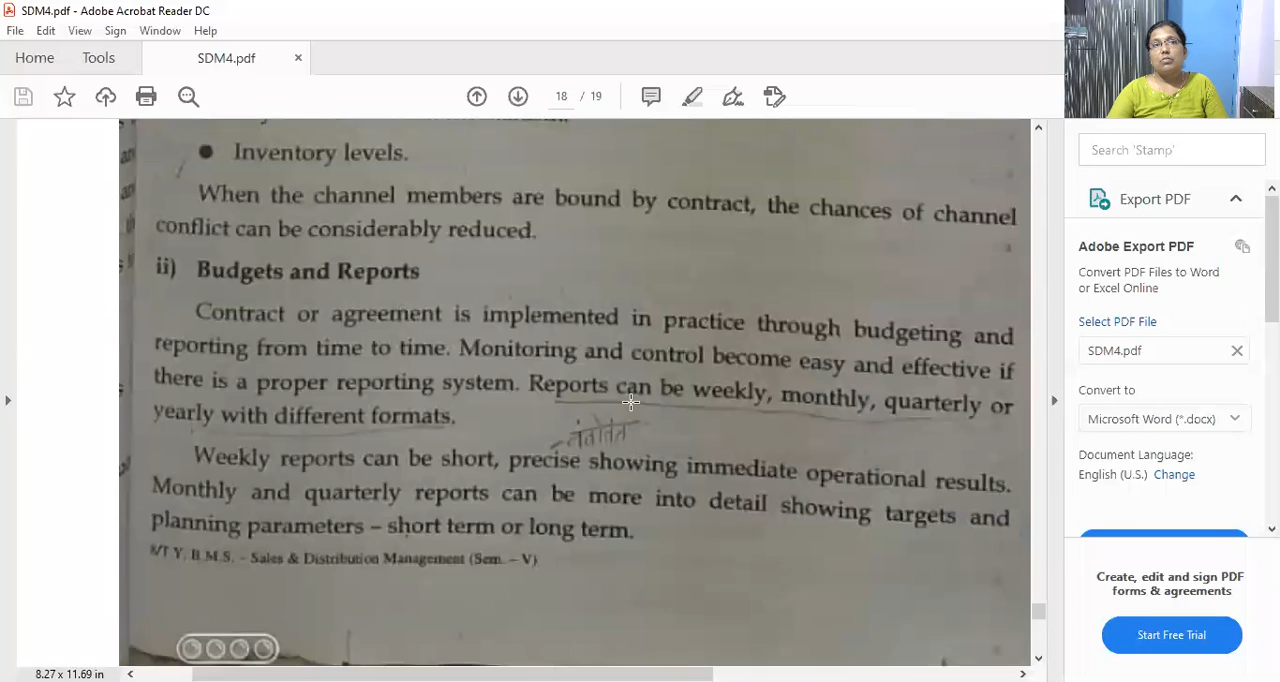 SDM4.pdf - Adobe Acrobat Reader DC
File Edit View Sign Window Help
Home Tools SDM4.pdf ×
18 / 19
Search 'Stamp'
Export PDF
Adobe Export PDF
Convert PDF Files to Word
or Excel Online
Select PDF File
SDM4.pdf
Convert to
Microsoft Word (*.docx)
Document Language:
English (U.S.) Change
Create, edit and sign PDF
forms & agreements
Start Free Trial
• Inventory levels.
When the channel members are bound by contract, the chances of channel
conflict can be considerably reduced.
ii) Budgets and Reports
Contract or agreement is implemented in practice through budgeting and
reporting from time to time. Monitoring and control become easy and effective if
there is a proper reporting system. Reports can be weekly, monthly, quarterly or
yearly with different formats.
Weekly reports can be short, precise showing immediate operational results.
Monthly and quarterly reports can be more into detail showing targets and
planning parameters – short term or long term.
8/T Y. B.M.S. - Sales & Distribution Management (Sem. – V)
8.27 x 11.69 in